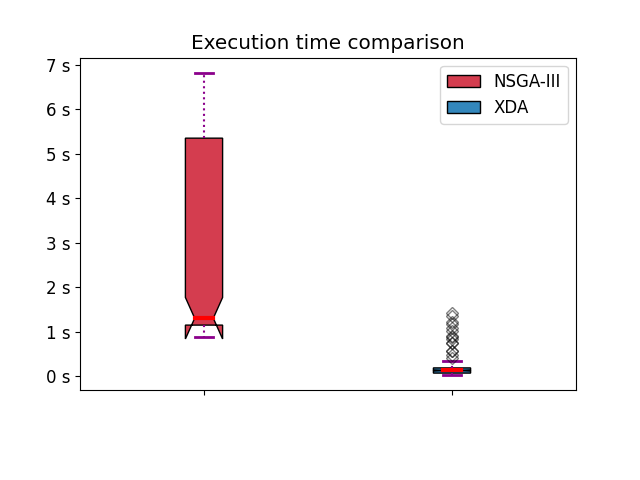 Execution time comparison
7 s
6 s
5 s
4 s
3 s
2 s
1 s
0 s
NSGA-III
XDA